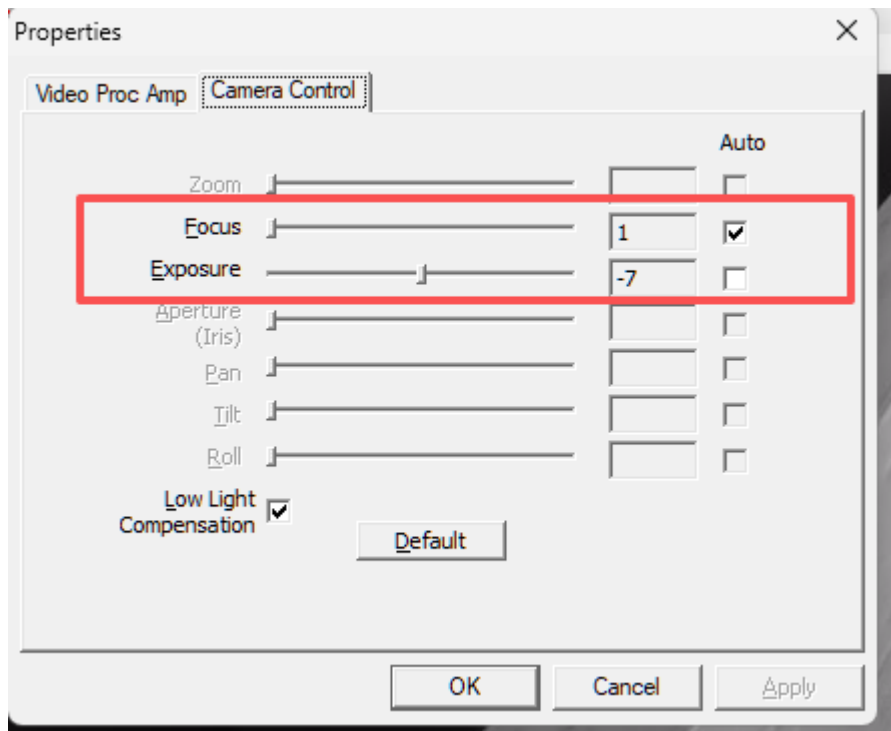 Properties
Video Proc Amp
Camera Control
Auto
Zoom
Focus
1
Exposure
-7
Aperture
(Iris)
Pan
Tilt
Roll
Low Light
Compensation
Default
OK
Cancel
Apply